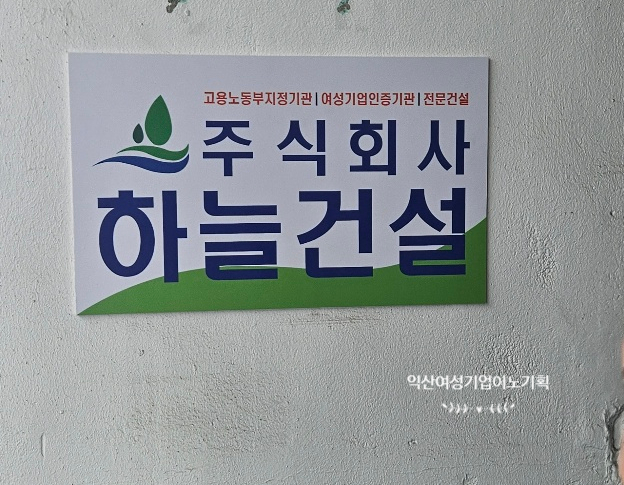 고용노동부지정기관 | 여성기업인증기관 | 전문건설
주식회사
하늘건설
익산여성기업이노기획